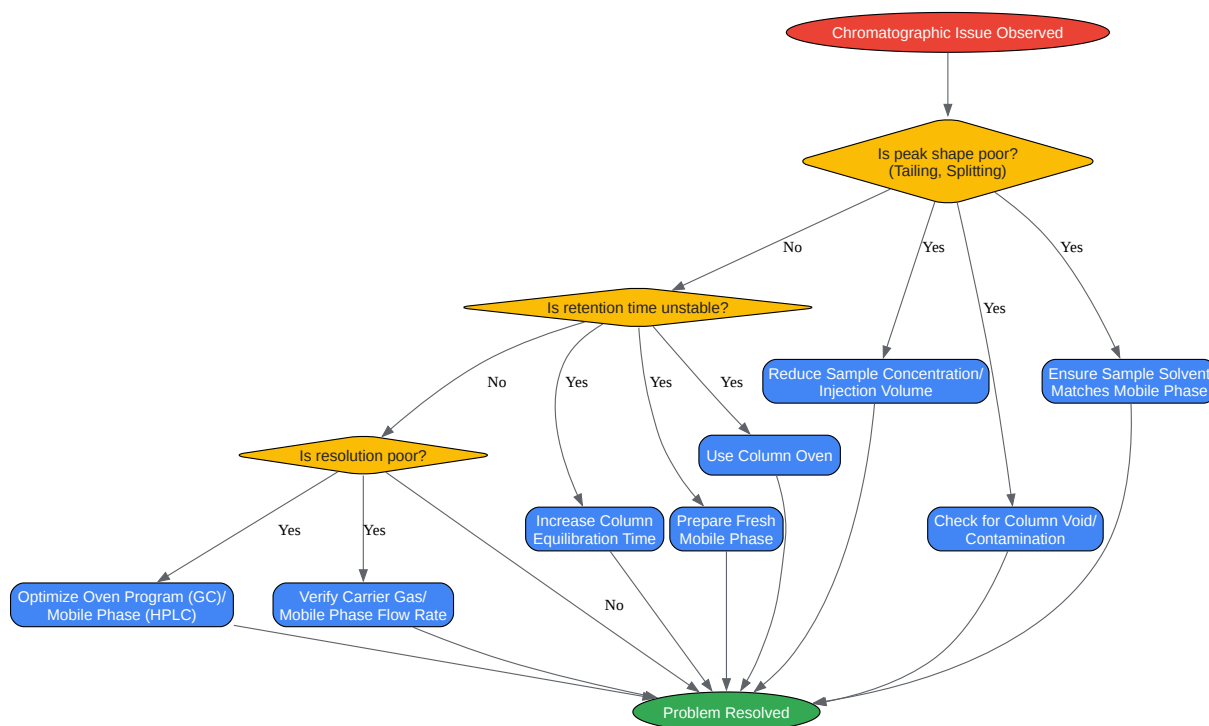 Chromatographic Issue Observed
Is peak shape poor?
(Tailing, Splitting)
No
Yes
Yes
Yes
Is retention time unstable?
No
Yes
Yes
Yes
Reduce Sample Concentration/
Injection Volume
Ensure Sample Solvent
Matches Mobile Phase
Is resolution poor?
Use Column Oven
Yes
Yes
No
Increase Column
Equilibration Time
Prepare Fresh
Mobile Phase
Check for Column Void/
Contamination
Optimize Oven Program (GC)/
Mobile Phase (HPLC)
Verify Carrier Gas/
Mobile Phase Flow Rate
Problem Resolved